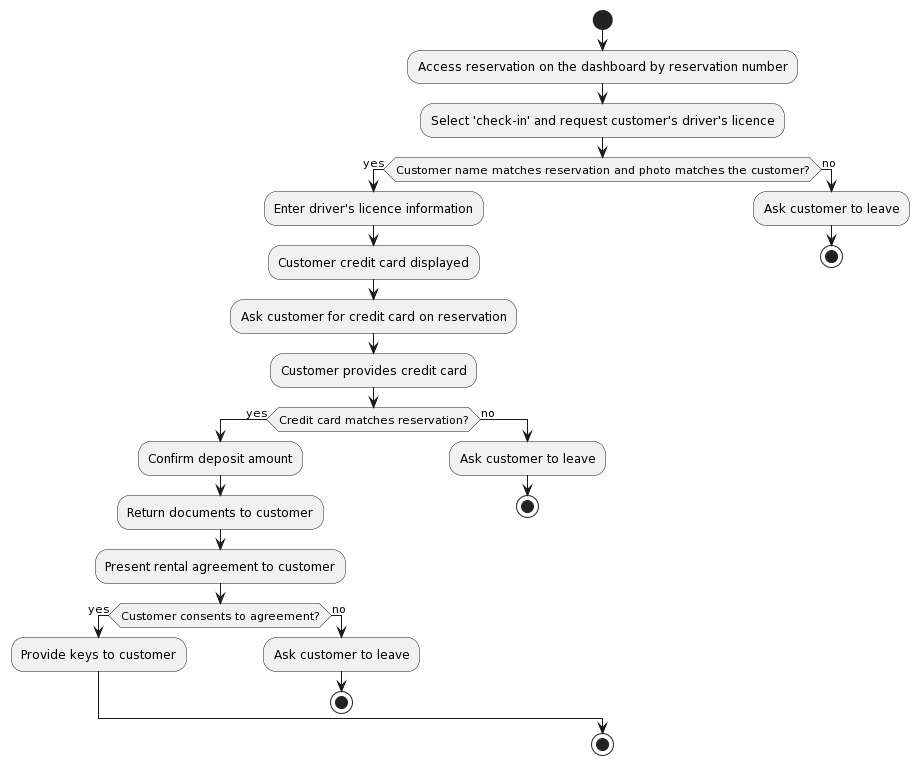 Access reservation on the dashboard by reservation number
Select 'check-in' and request customer's driver's licence
yes
Customer name matches reservation and photo matches the customer?
no
Enter driver's licence information
Ask customer to leave
Customer credit card displayed
Ask customer for credit card on reservation
Customer provides credit card
yes
Credit card matches reservation?
no
Confirm deposit amount
Ask customer to leave
Return documents to customer
Present rental agreement to customer
yes
Customer consents to agreement?
no
Provide keys to customer
Ask customer to leave